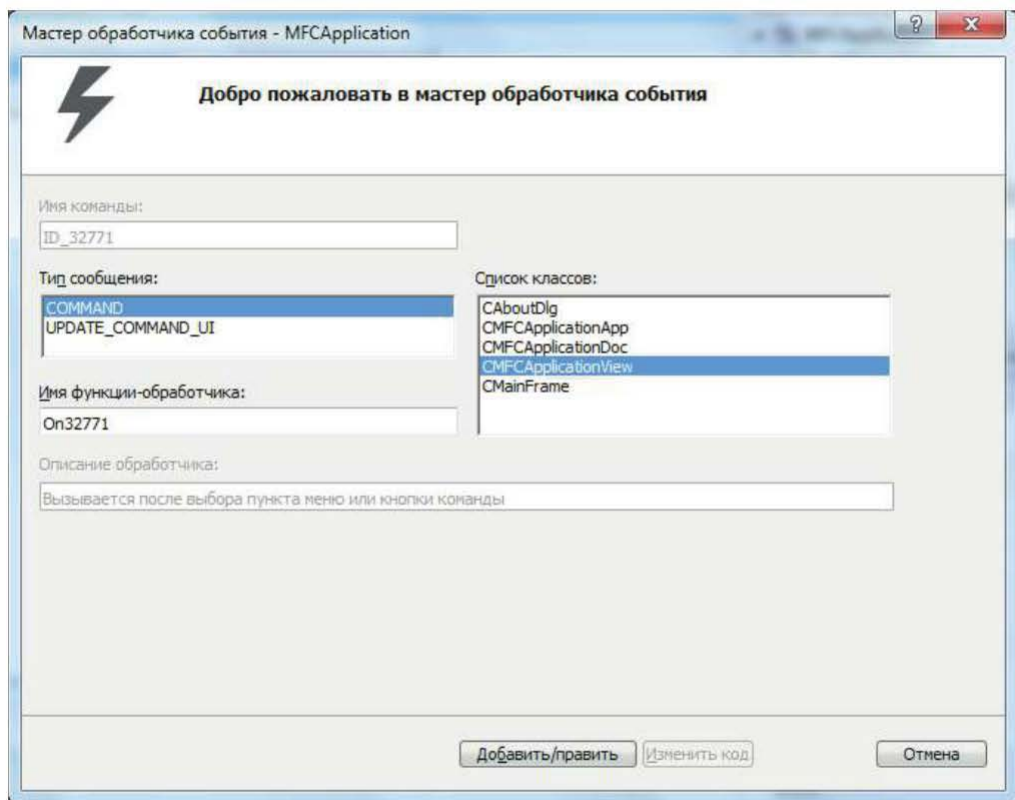 Мастер обработчика события - MFCApplication
Добро пожаловать в мастер обработчика события
Имя команды:
ID_32771
Тип сообщения:
COMMAND
UPDATE_COMMAND_UI
Список классов:
CAboutDlg
CMFCApplicationApp
CMFCApplicationDoc
CMFCApplicationView
CMainFrame
Имя функции-обработчика:
On32771
Описание обработчика:
Вызывается после выбора пункта меню или кнопки команды
Добавить/править
Изменить код
Отмена